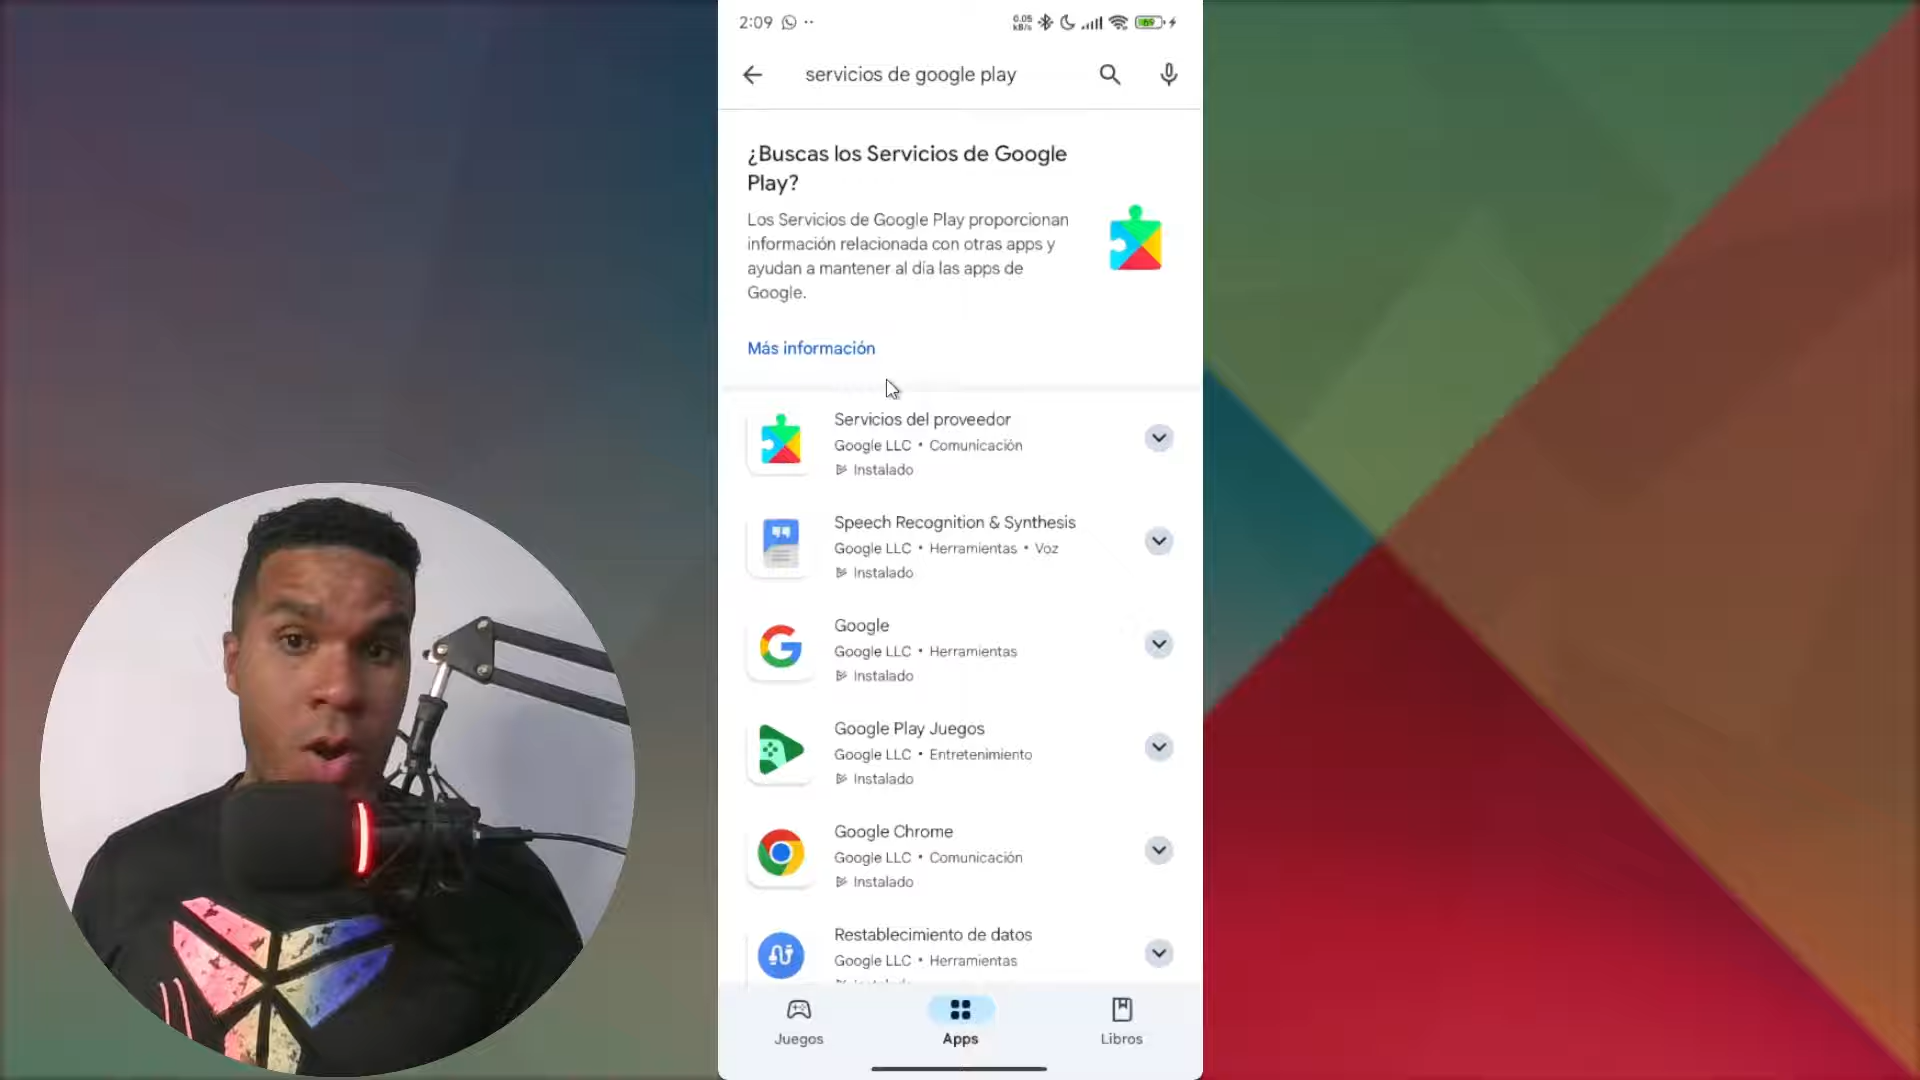 2:09
0.05
kB/s
servicios de google play
¿Buscas los Servicios de Google
Play?
Los Servicios de Google Play proporcionan
información relacionada con otras apps y
ayudan a mantener al día las apps de
Google.
Más información
Servicios del proveedor
Google LLC • Comunicación
Instalado
Speech Recognition & Synthesis
Google LLC • Herramientas • Voz
Instalado
Google
Google LLC • Herramientas
Instalado
Google Play Juegos
Google LLC • Entretenimiento
Instalado
Google Chrome
Google LLC • Comunicación
Instalado
Restablecimiento de datos
Google LLC • Herramientas
Juegos
Apps
Libros